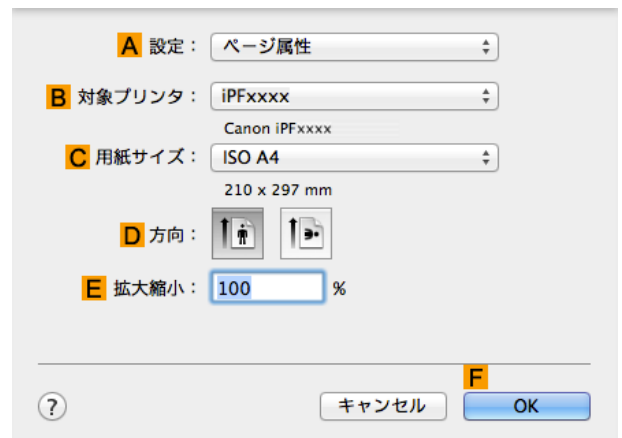 A 設定： ページ属性
B 対象プリンタ： iPFxxxx
Canon iPFxxxx
C 用紙サイズ： ISO A4
210 x 297 mm
D 方向：
E 拡大縮小： 100 %
F
? キャンセル OK